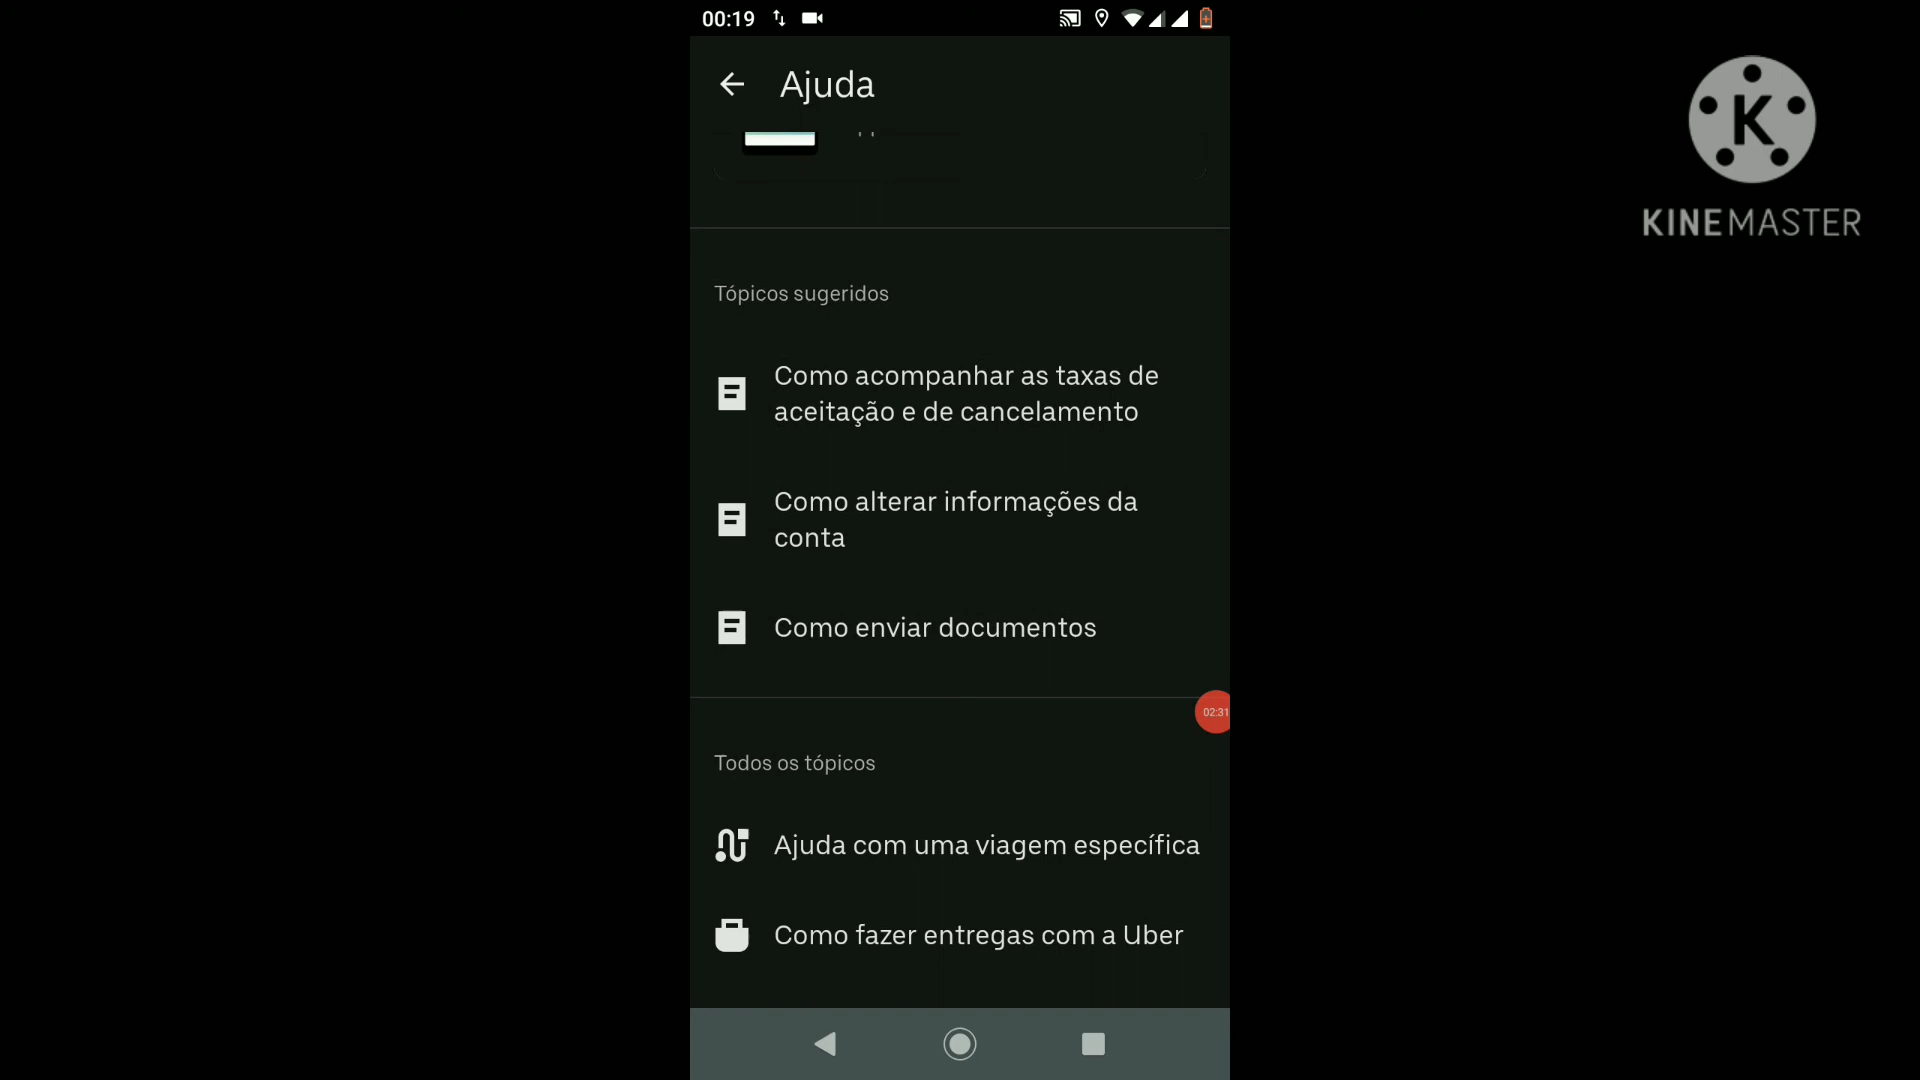 00:19
Ajuda
Tópicos sugeridos
Como acompanhar as taxas de
aceitação e de cancelamento
Como alterar informações da
conta
Como enviar documentos
02:31
Todos os tópicos
Ajuda com uma viagem específica
Como fazer entregas com a Uber
K
KINEMASTER